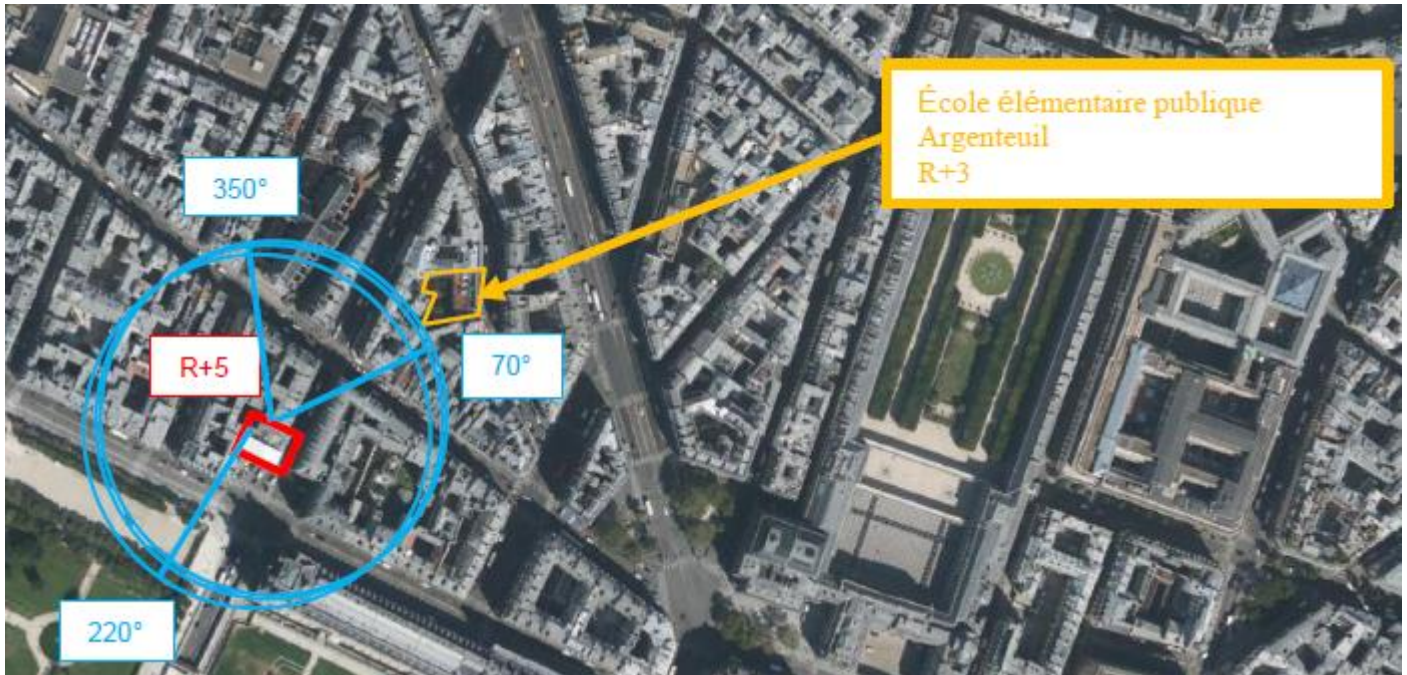 École élémentaire publique
Argenteuil
R+3
350°
R+5
70°
220°